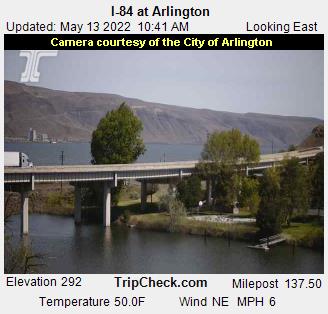 I-84 at Arlington
Updated: May 13 2022 10:41 AM Looking East
Camera courtesy of the City of Arlington
Elevation 292 TripCheck.com Milepost 137.50
Temperature 50.0F Wind NE MPH 6